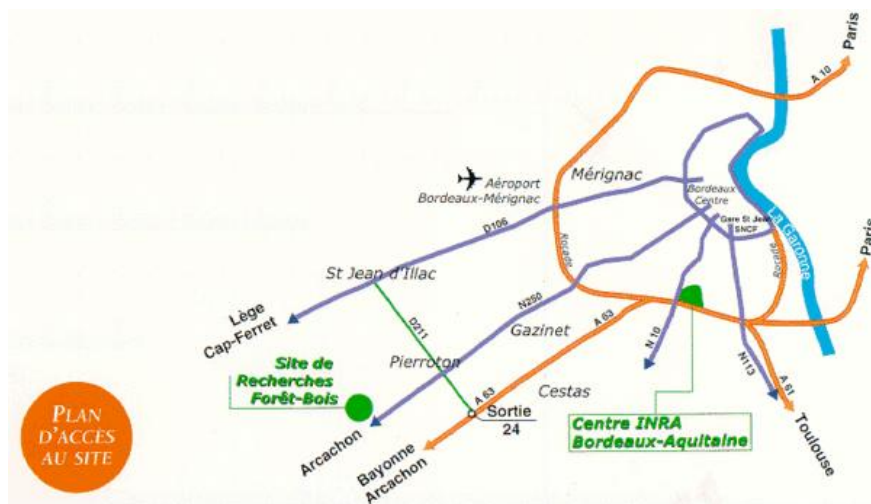 Paris
A 10
Mérignac
Aéroport
Bordeaux-Mérignac
Bordeaux
Centre
Gare St Jean
SNCF
La Garonne
Rocade
Rocade
Paris
D106
St Jean d'Illac
Lège
Cap-Ferret
D211
N250
Gazinet
A 63
N 10
N113
A 61
Toulouse
Pierroton
Site de
Recherches
Forêt-Bois
Cestas
A 63
Sortie
24
Centre INRA
Bordeaux-Aquitaine
Arcachon
Bayonne
Arcachon
PLAN
D'ACCÈS
AU SITE